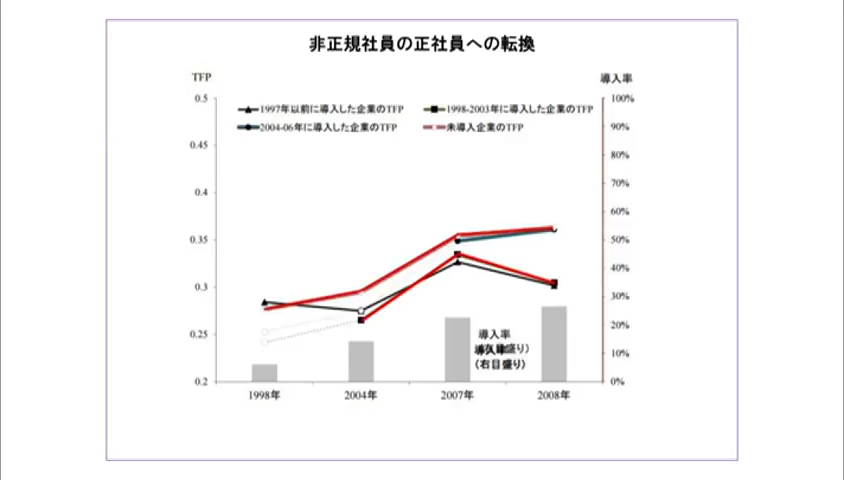 非正規社員の正社員への転換
TFP
導入率
0.5
0.45
0.4
0.35
0.3
0.25
0.2
1997年以前に導入した企業のTFP
1998-2003年に導入した企業のTFP
2004-06年に導入した企業のTFP
未導入企業のTFP
100%
90%
80%
70%
60%
50%
40%
30%
20%
10%
0%
導入率
(右目盛り)
1998年
2004年
2007年
2008年